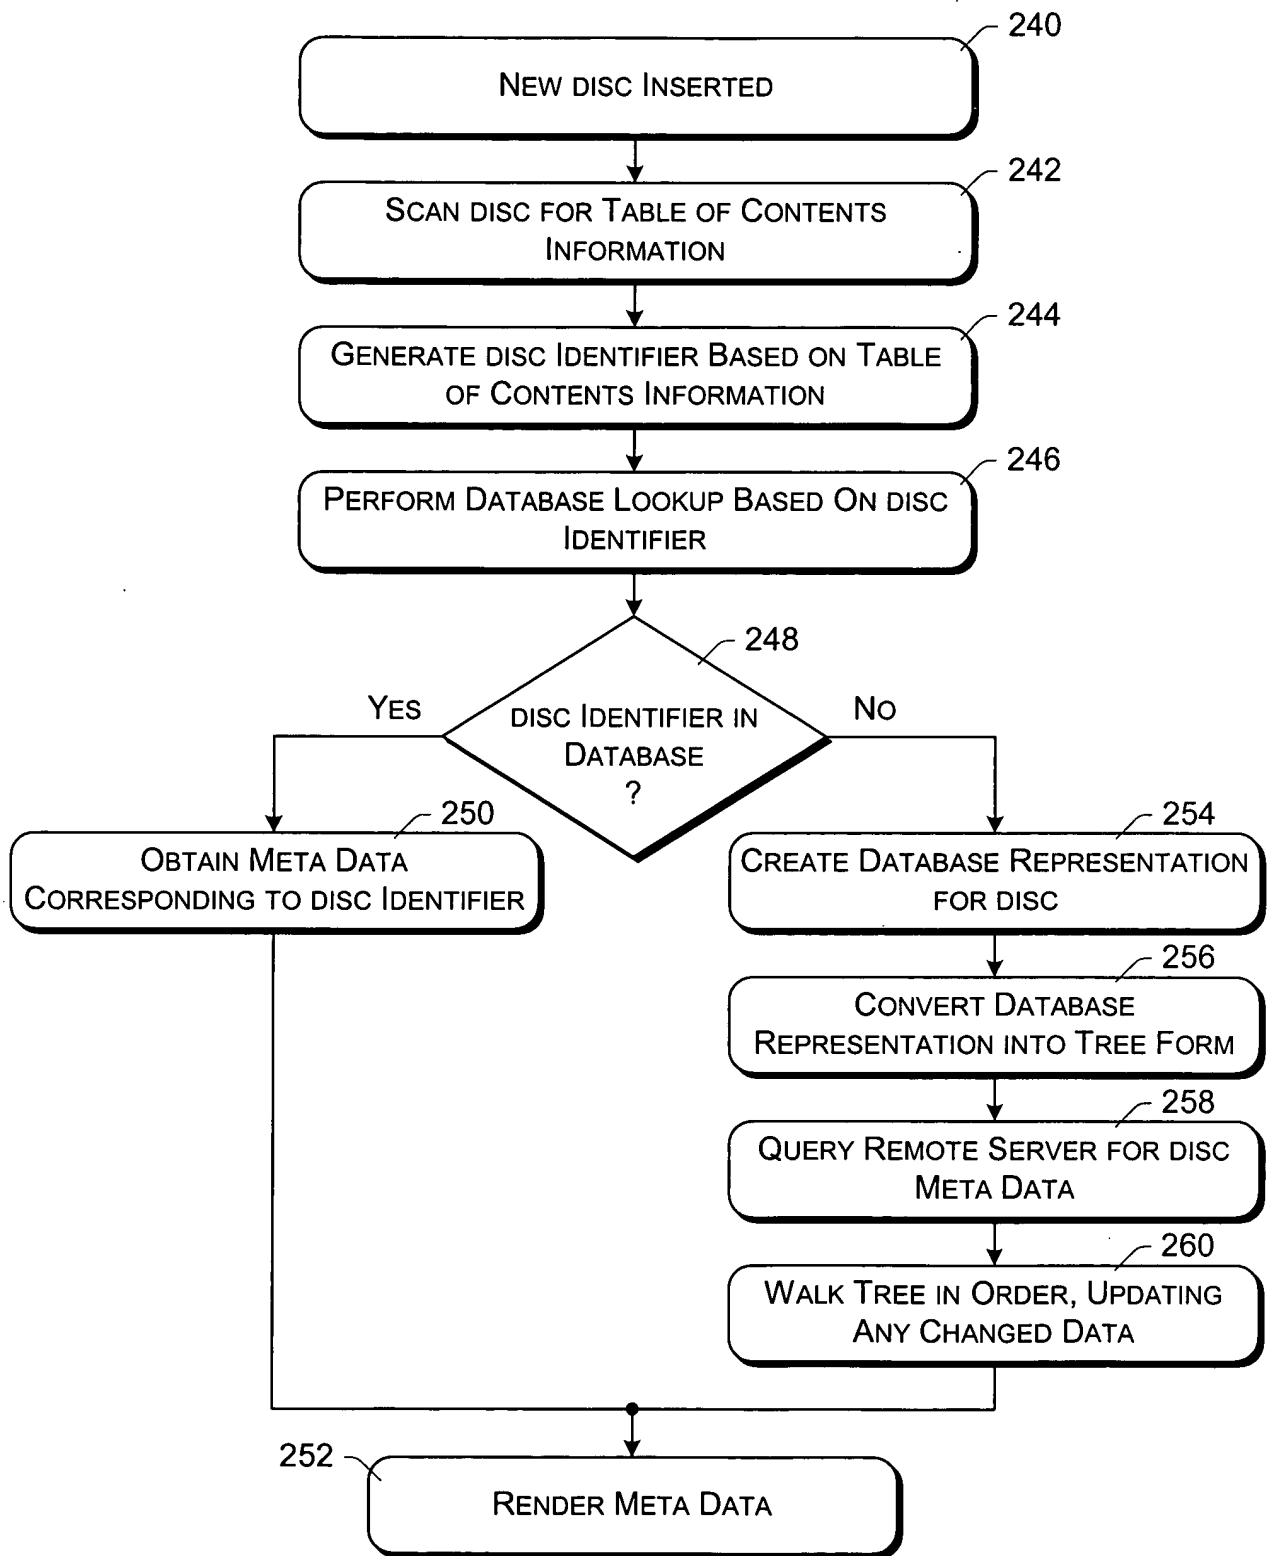 240
NEW DISC INSERTED
242
SCAN DISC FOR TABLE OF CONTENTS
INFORMATION
244
GENERATE DISC IDENTIFIER BASED ON TABLE
OF CONTENTS INFORMATION
246
PERFORM DATABASE LOOKUP BASED ON DISC
IDENTIFIER
248
YES
NO
DISC IDENTIFIER IN
DATABASE
?
250
OBTAIN META DATA
CORRESPONDING TO DISC IDENTIFIER
254
CREATE DATABASE REPRESENTATION
FOR DISC
256
CONVERT DATABASE
REPRESENTATION INTO TREE FORM
258
QUERY REMOTE SERVER FOR DISC
META DATA
260
WALK TREE IN ORDER, UPDATING
ANY CHANGED DATA
252
RENDER META DATA